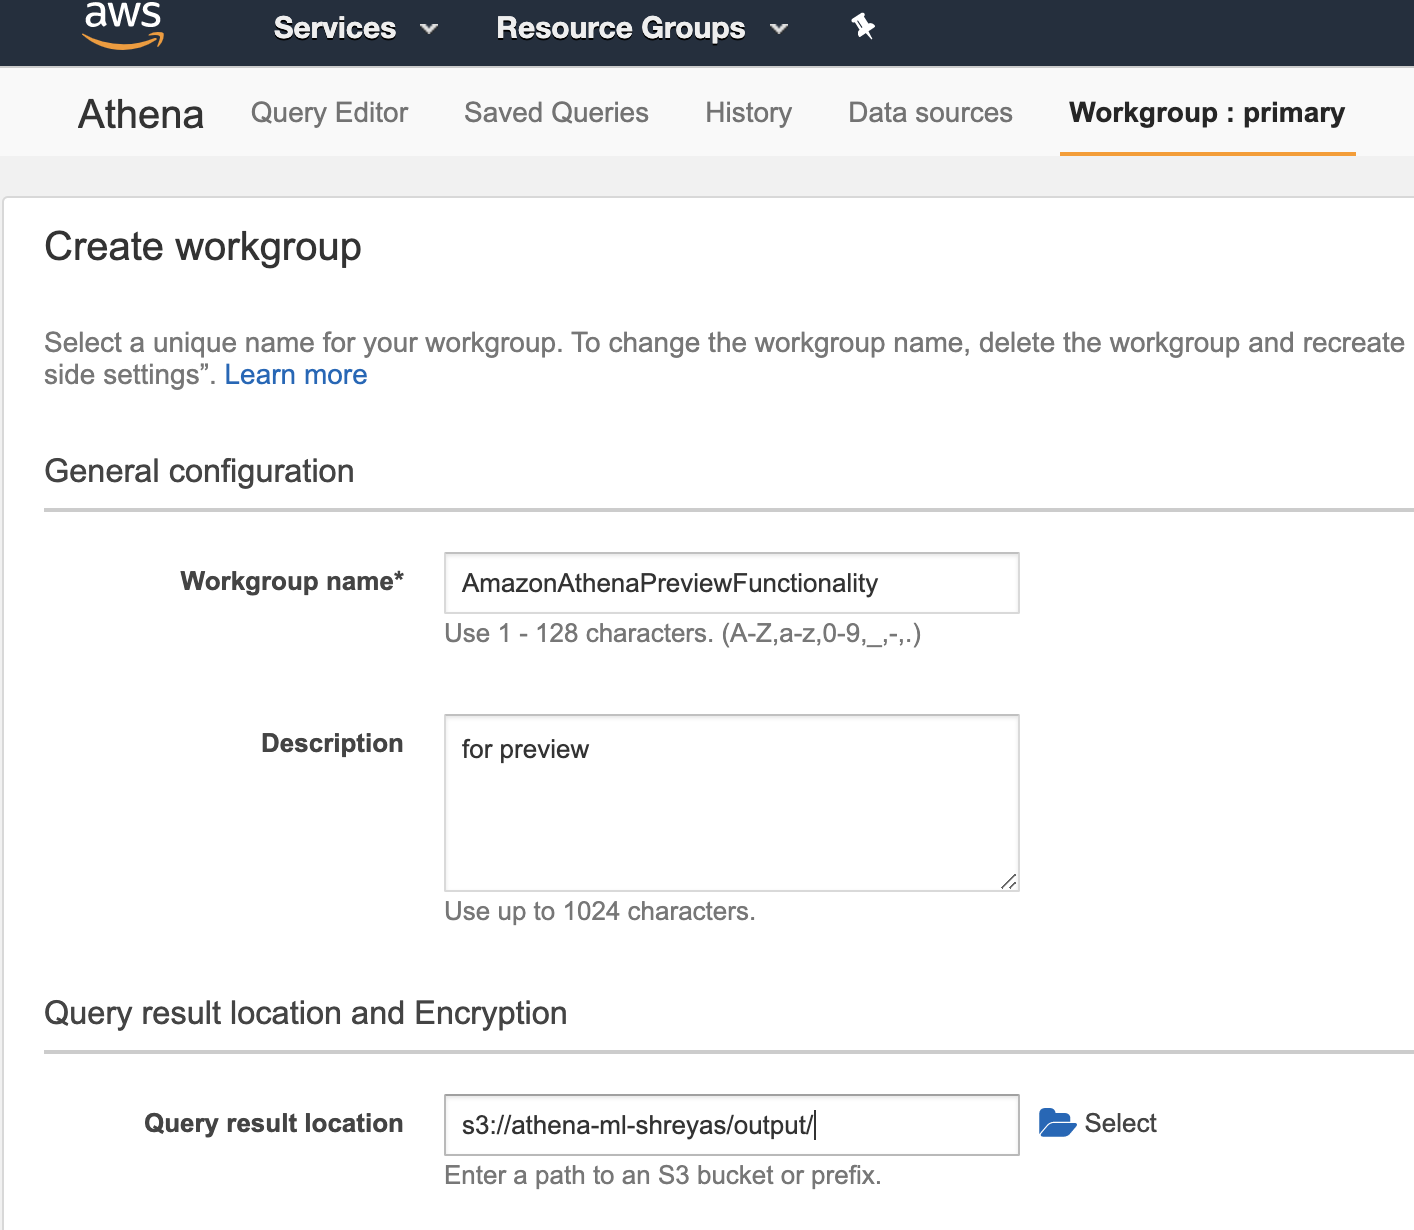 aws Services Resource Groups
Athena Query Editor Saved Queries History Data sources Workgroup : primary
Create workgroup
Select a unique name for your workgroup. To change the workgroup name, delete the workgroup and recreate
side settings”. Learn more
General configuration
Workgroup name* AmazonAthenaPreviewFunctionality
Use 1 - 128 characters. (A-Z,a-z,0-9,_,-,.)
Description for preview
Use up to 1024 characters.
Query result location and Encryption
Query result location s3://athena-ml-shreyas/output/ Select
Enter a path to an S3 bucket or prefix.